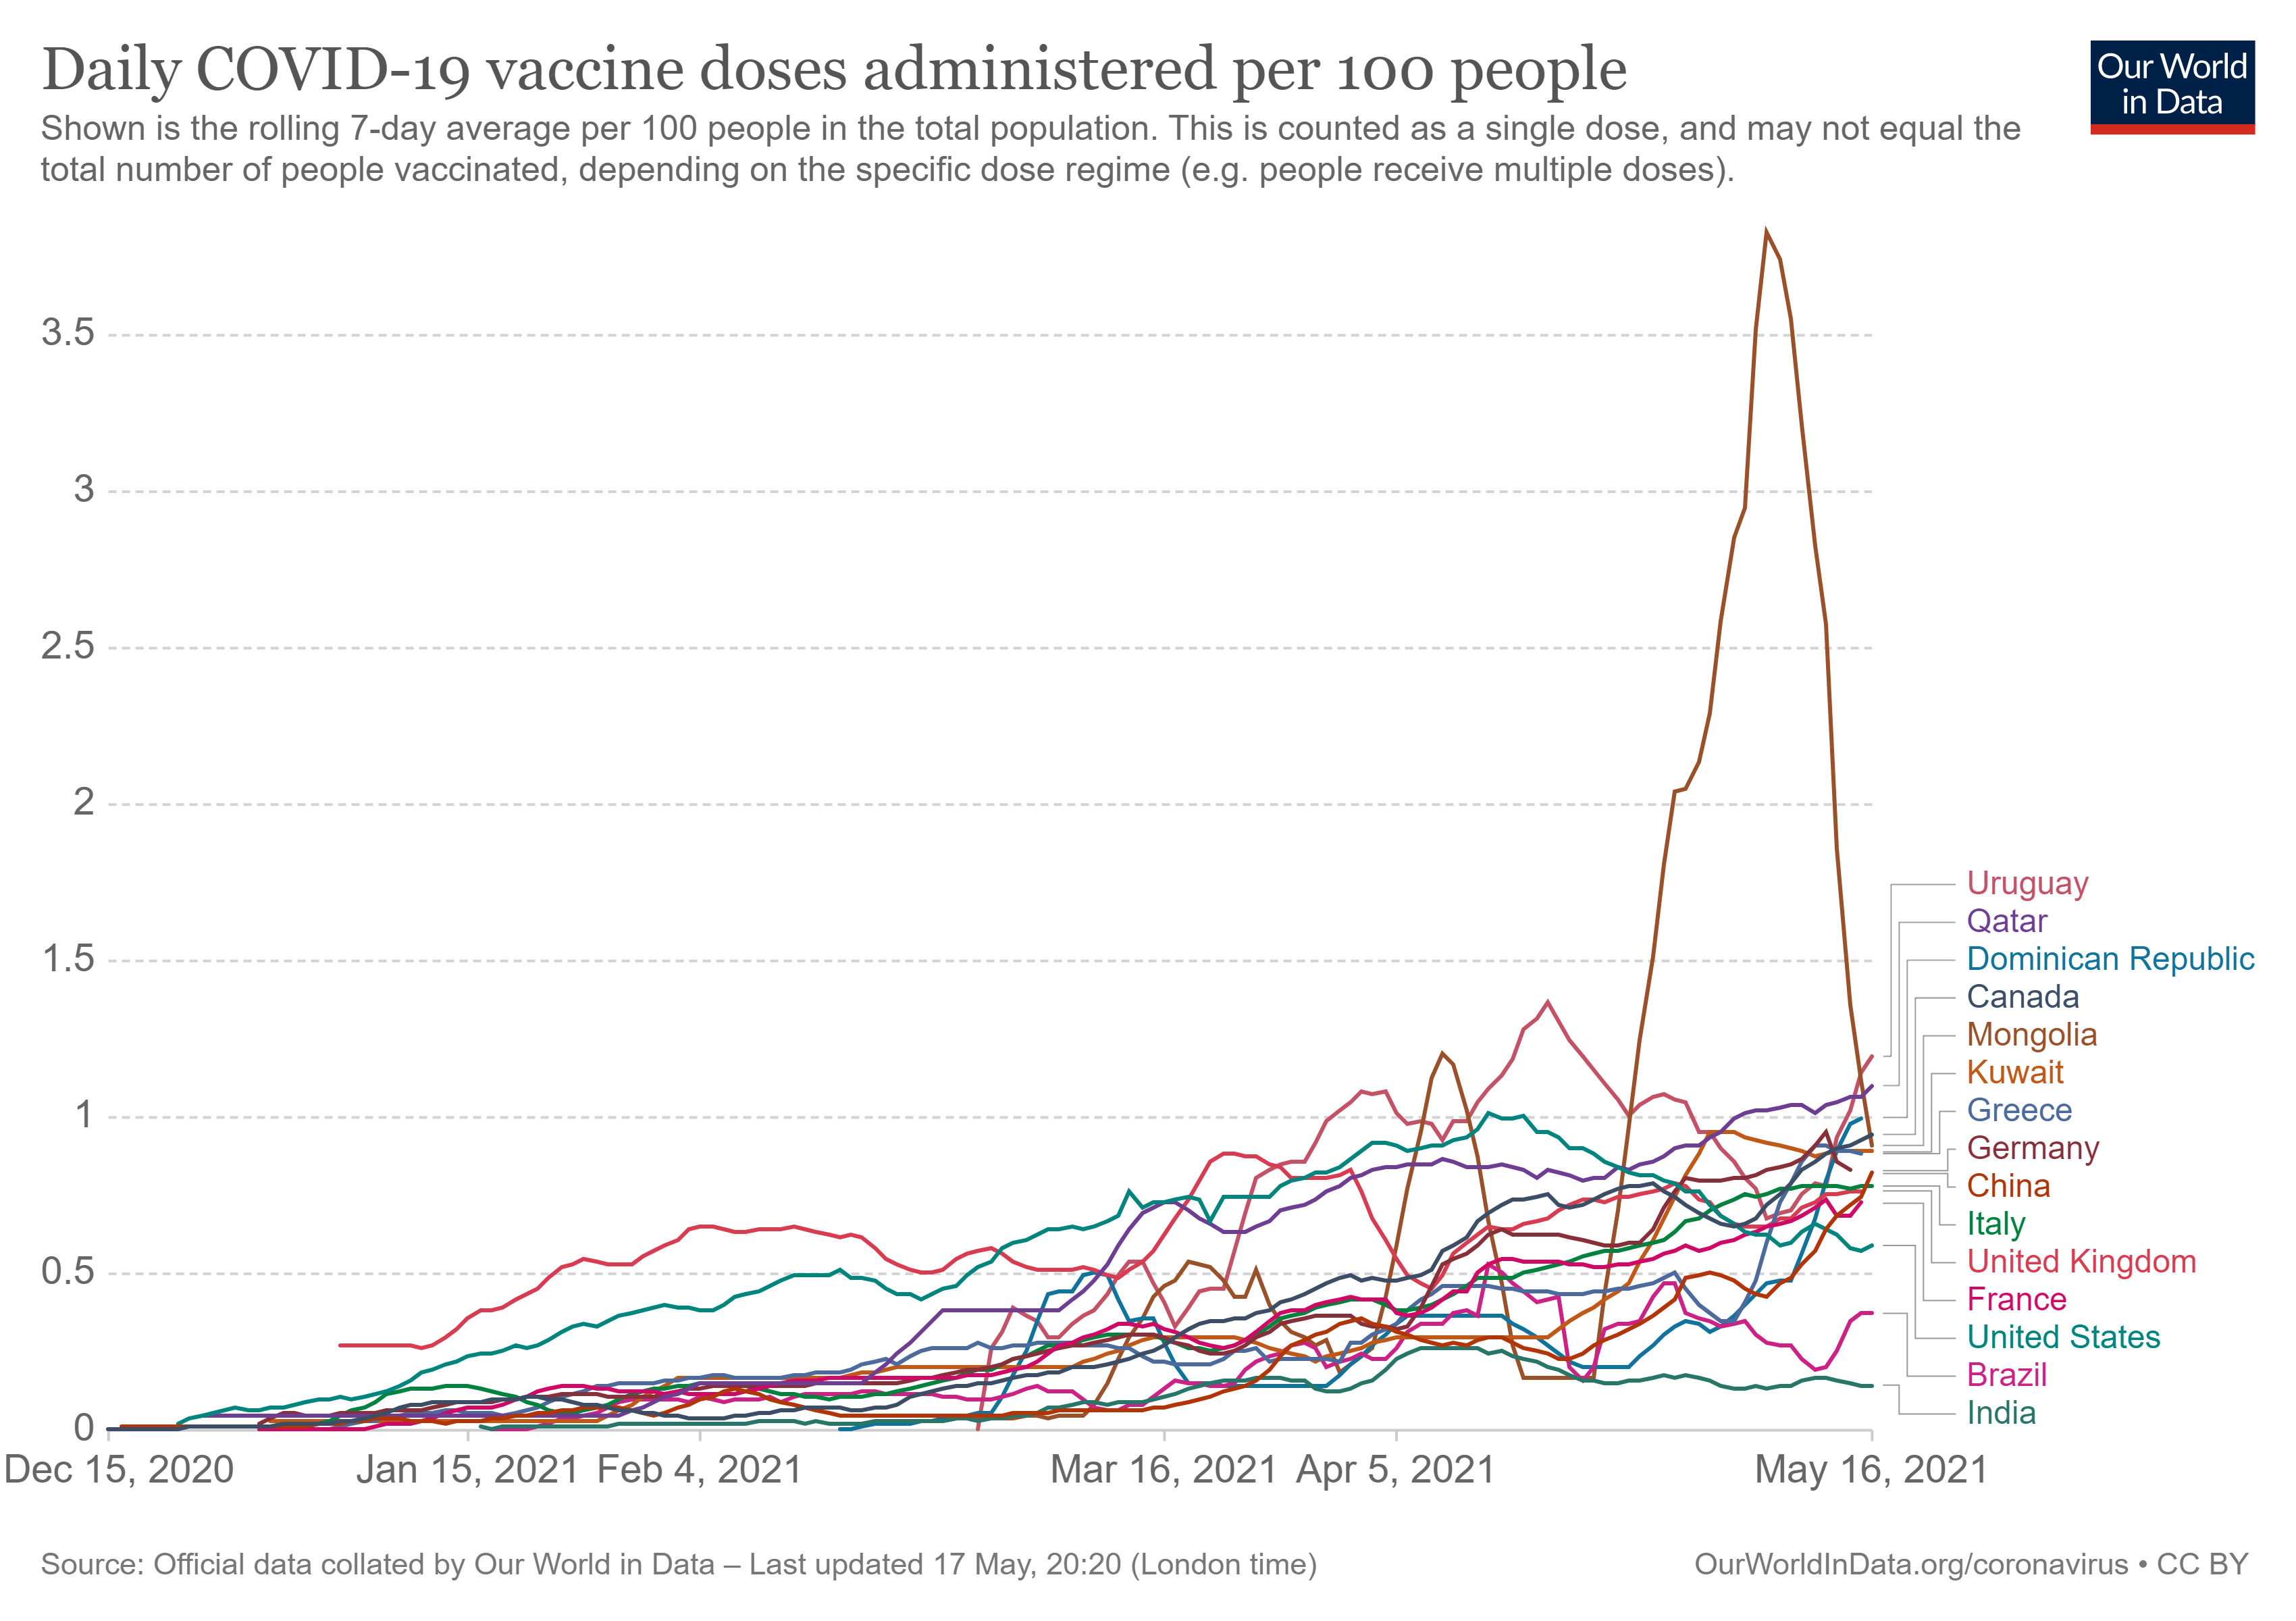 Daily COVID-19 vaccine doses administered per 100 people
Our World
in Data
Shown is the rolling 7-day average per 100 people in the total population. This is counted as a single dose, and may not equal the
total number of people vaccinated, depending on the specific dose regime (e.g. people receive multiple doses).
3.5
3
2.5
2
1.5
1
0.5
0
Uruguay
Qatar
Dominican Republic
Canada
Mongolia
Kuwait
Greece
Germany
China
Italy
United Kingdom
France
United States
Brazil
India
Dec 15, 2020
Jan 15, 2021
Feb 4, 2021
Mar 16, 2021
Apr 5, 2021
May 16, 2021
Source: Official data collated by Our World in Data – Last updated 17 May, 20:20 (London time)
OurWorldInData.org/coronavirus • CC BY